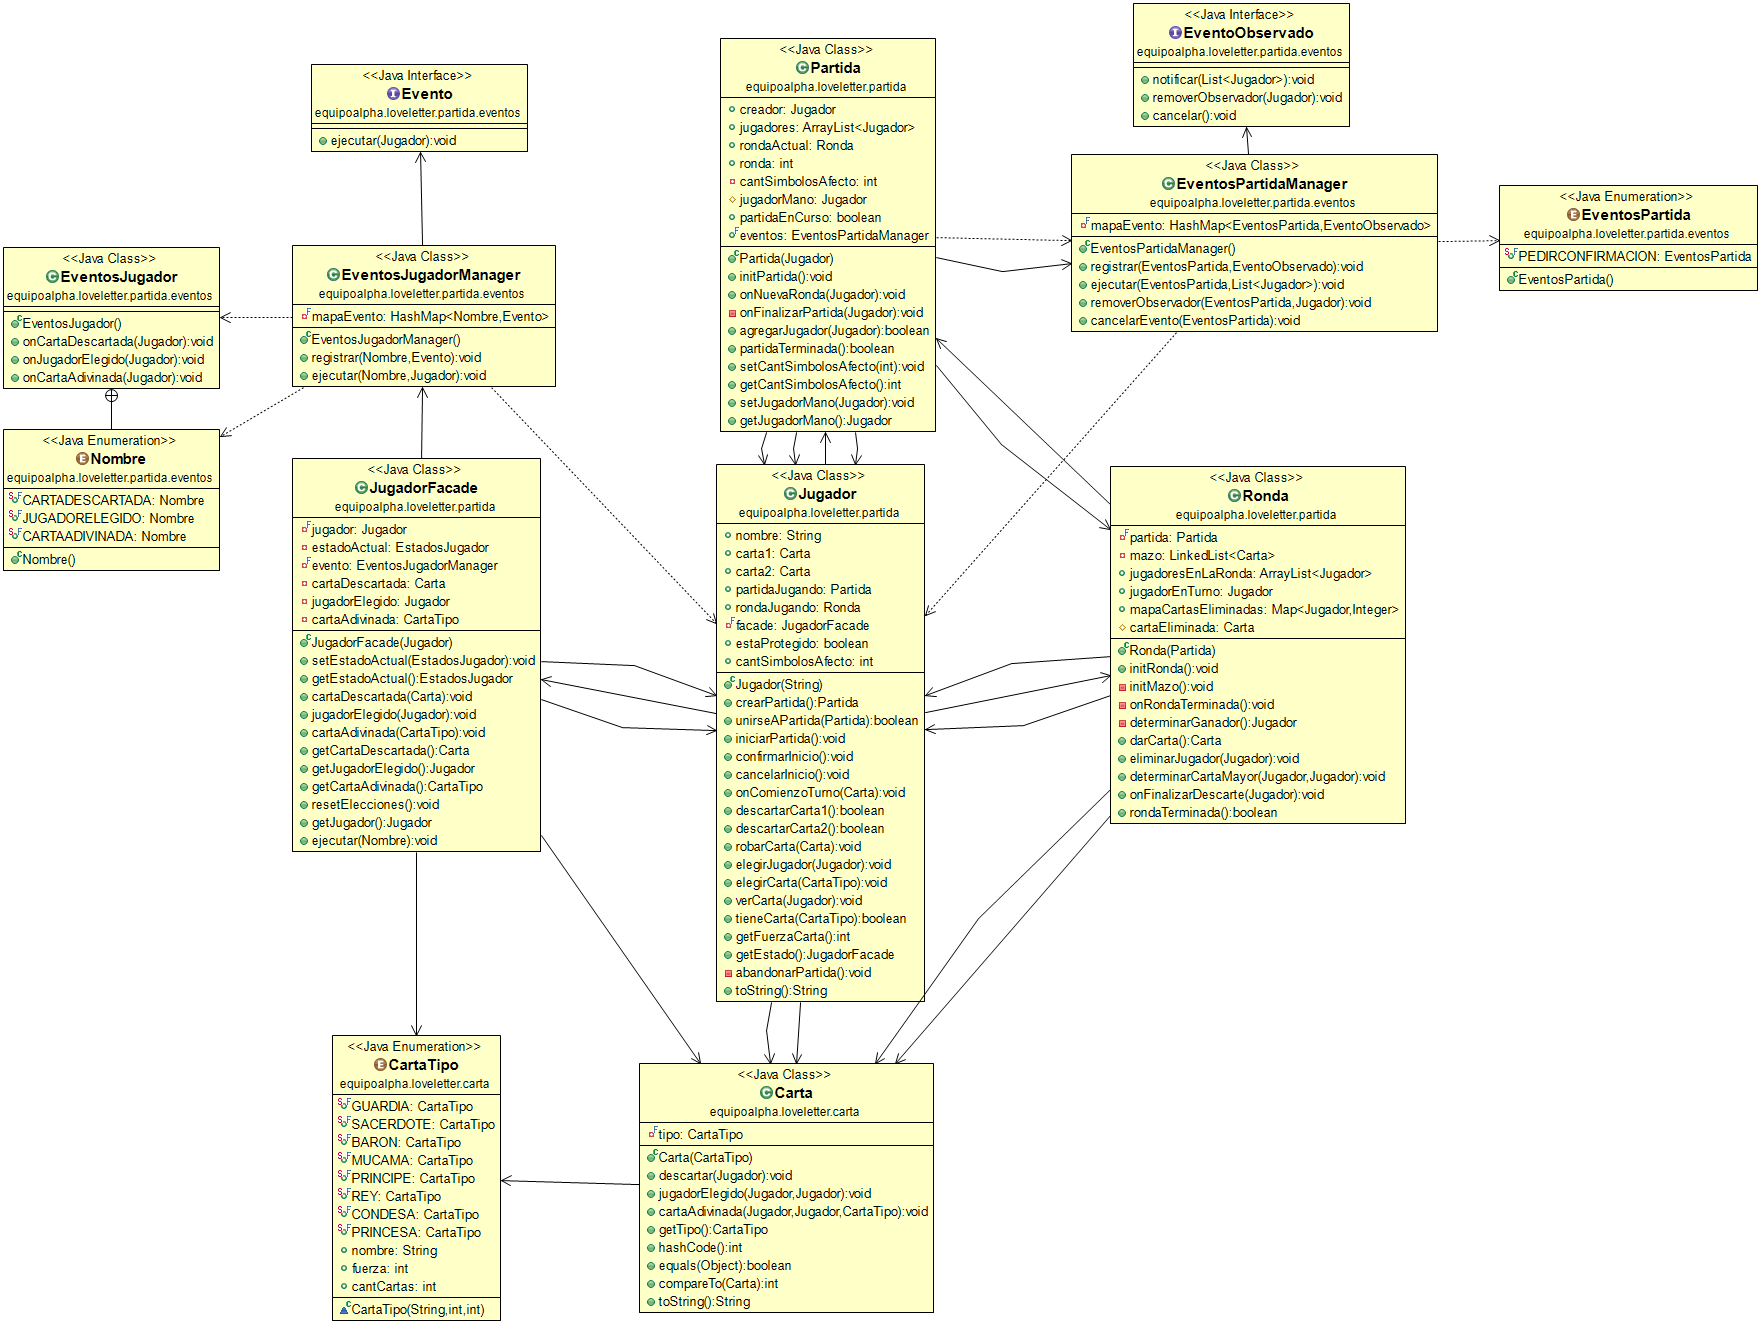 <<Java Interface>>
EventoObservado
equipoalpha.loveletter.partida.eventos
notificar(List<Jugador>):void
removerObservador(Jugador):void
cancelar():void
<<Java Class>>
Partida
equipoalpha.loveletter.partida
creador: Jugador
jugadores: ArrayList<Jugador>
rondaActual: Ronda
ronda: int
cantSimbolosAfecto: int
jugadorMano: Jugador
partidaEnCurso: boolean
eventos: EventosPartidaManager
Partida(Jugador)
initPartida():void
onNuevaRonda(Jugador):void
onFinalizarPartida(Jugador):void
agregarJugador(Jugador):boolean
partidaTerminada():boolean
setCantSimbolosAfecto(int):void
getCantSimbolosAfecto():int
setJugadorMano(Jugador):void
getJugadorMano():Jugador
<<Java Interface>>
Evento
equipoalpha.loveletter.partida.eventos
ejecutar(Jugador):void
<<Java Class>>
EventosPartidaManager
equipoalpha.loveletter.partida.eventos
mapaEvento: HashMap<EventosPartida,EventoObservado>
EventosPartidaManager()
registrar(EventosPartida,EventoObservado):void
ejecutar(EventosPartida,List<Jugador>):void
removerObservador(EventosPartida,Jugador):void
cancelarEvento(EventosPartida):void
<<Java Enumeration>>
EventosPartida
equipoalpha.loveletter.partida.eventos
PEDIRCONFIRMACION: EventosPartida
EventosPartida()
<<Java Class>>
EventosJugador
equipoalpha.loveletter.partida.eventos
EventosJugador()
onCartaDescartada(Jugador):void
onJugadorElegido(Jugador):void
onCartaAdivinada(Jugador):void
<<Java Class>>
EventosJugadorManager
equipoalpha.loveletter.partida.eventos
mapaEvento: HashMap<Nombre,Evento>
EventosJugadorManager()
registrar(Nombre,Evento):void
ejecutar(Nombre,Jugador):void
<<Java Enumeration>>
Nombre
equipoalpha.loveletter.partida.eventos
CARTADESCARTADA: Nombre
JUGADORELEGIDO: Nombre
CARTAADIVINADA: Nombre
Nombre()
<<Java Class>>
JugadorFacade
equipoalpha.loveletter.partida
jugador: Jugador
estadoActual: EstadosJugador
evento: EventosJugadorManager
cartaDescartada: Carta
jugadorElegido: Jugador
cartaAdivinada: CartaTipo
JugadorFacade(Jugador)
setEstadoActual(EstadosJugador):void
getEstadoActual():EstadosJugador
cartaDescartada(Carta):void
jugadorElegido(Jugador):void
cartaAdivinada(CartaTipo):void
getCartaDescartada():Carta
getJugadorElegido():Jugador
getCartaAdivinada():CartaTipo
resetElecciones():void
getJugador():Jugador
ejecutar(Nombre):void
<<Java Class>>
Jugador
equipoalpha.loveletter.partida
nombre: String
carta1: Carta
carta2: Carta
partidaJugando: Partida
rondaJugando: Ronda
facade: JugadorFacade
estaProtegido: boolean
cantSimbolosAfecto: int
Jugador(String)
crearPartida():Partida
unirseAPartida(Partida):boolean
iniciarPartida():void
confirmarInicio():void
cancelarInicio():void
onComienzoTurno(Carta):void
descartarCarta1():boolean
descartarCarta2():boolean
robarCarta(Carta):void
elegirJugador(Jugador):void
elegirCarta(CartaTipo):void
verCarta(Jugador):void
tieneCarta(CartaTipo):boolean
getFuerzaCarta():int
getEstado():JugadorFacade
abandonarPartida():void
toString():String
<<Java Class>>
Ronda
equipoalpha.loveletter.partida
partida: Partida
mazo: LinkedList<Carta>
jugadoresEnLaRonda: ArrayList<Jugador>
jugadorEnTurno: Jugador
mapaCartasEliminadas: Map<Jugador,Integer>
cartaEliminada: Carta
Ronda(Partida)
initRonda():void
initMazo():void
onRondaTerminada():void
determinarGanador():Jugador
darCarta():Carta
eliminarJugador(Jugador):void
determinarCartaMayor(Jugador,Jugador):void
onFinalizarDescarte(Jugador):void
rondaTerminada():boolean
<<Java Enumeration>>
CartaTipo
equipoalpha.loveletter.carta
GUARDIA: CartaTipo
SACERDOTE: CartaTipo
BARON: CartaTipo
MUCAMA: CartaTipo
PRINCIPE: CartaTipo
REY: CartaTipo
CONDESA: CartaTipo
PRINCESA: CartaTipo
nombre: String
fuerza: int
cantCartas: int
CartaTipo(String,int,int)
<<Java Class>>
Carta
equipoalpha.loveletter.carta
tipo: CartaTipo
Carta(CartaTipo)
descartar(Jugador):void
jugadorElegido(Jugador,Jugador):void
cartaAdivinada(Jugador,Jugador,CartaTipo):void
getTipo():CartaTipo
hashCode():int
equals(Object):boolean
compareTo(Carta):int
toString():String